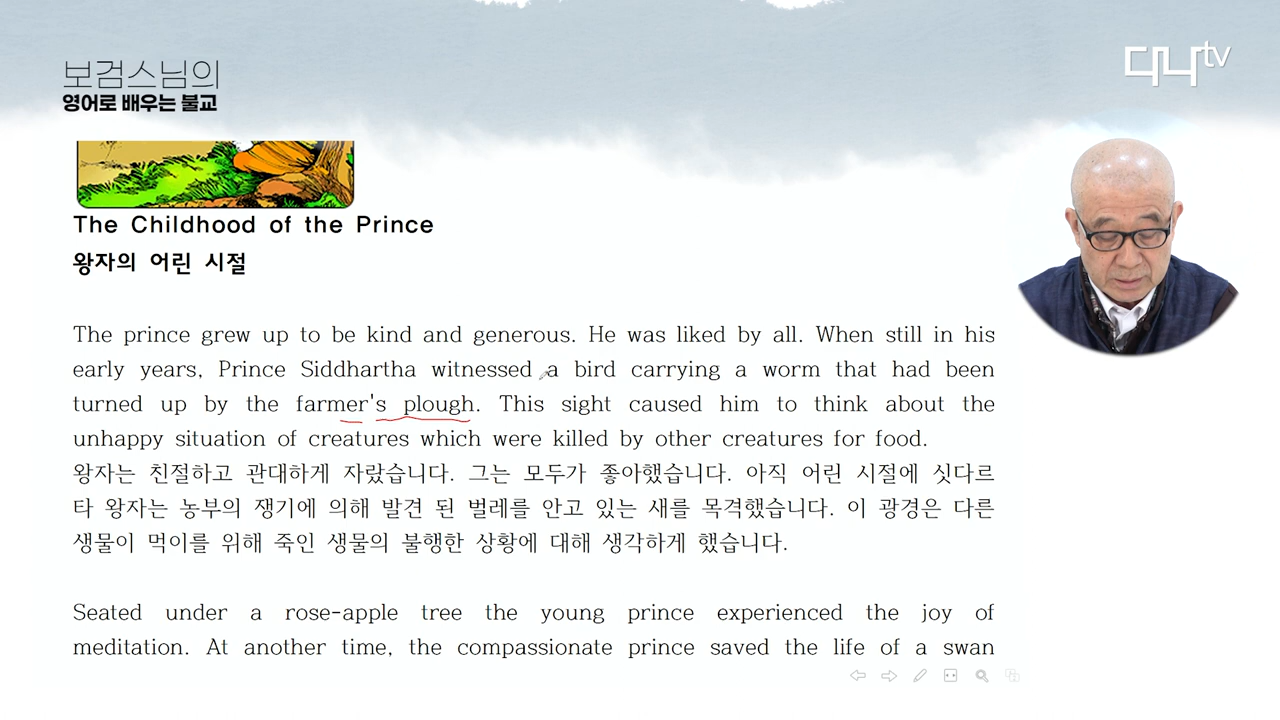 보검스님의
영어로 배우는 불교
다나tv
The Childhood of the Prince
왕자의 어린 시절
The prince grew up to be kind and generous. He was liked by all. When still in his
early years, Prince Siddhartha witnessed a bird carrying a worm that had been
turned up by the farmer's plough. This sight caused him to think about the
unhappy situation of creatures which were killed by other creatures for food.
왕자는 친절하고 관대하게 자랐습니다. 그는 모두가 좋아했습니다. 아직 어린 시절에 싯다르
타 왕자는 농부의 쟁기에 의해 발견 된 벌레를 안고 있는 새를 목격했습니다. 이 광경은 다른
생물이 먹이를 위해 죽인 생물의 불행한 상황에 대해 생각하게 했습니다.
Seated under a rose-apple tree the young prince experienced the joy of
meditation. At another time, the compassionate prince saved the life of a swan